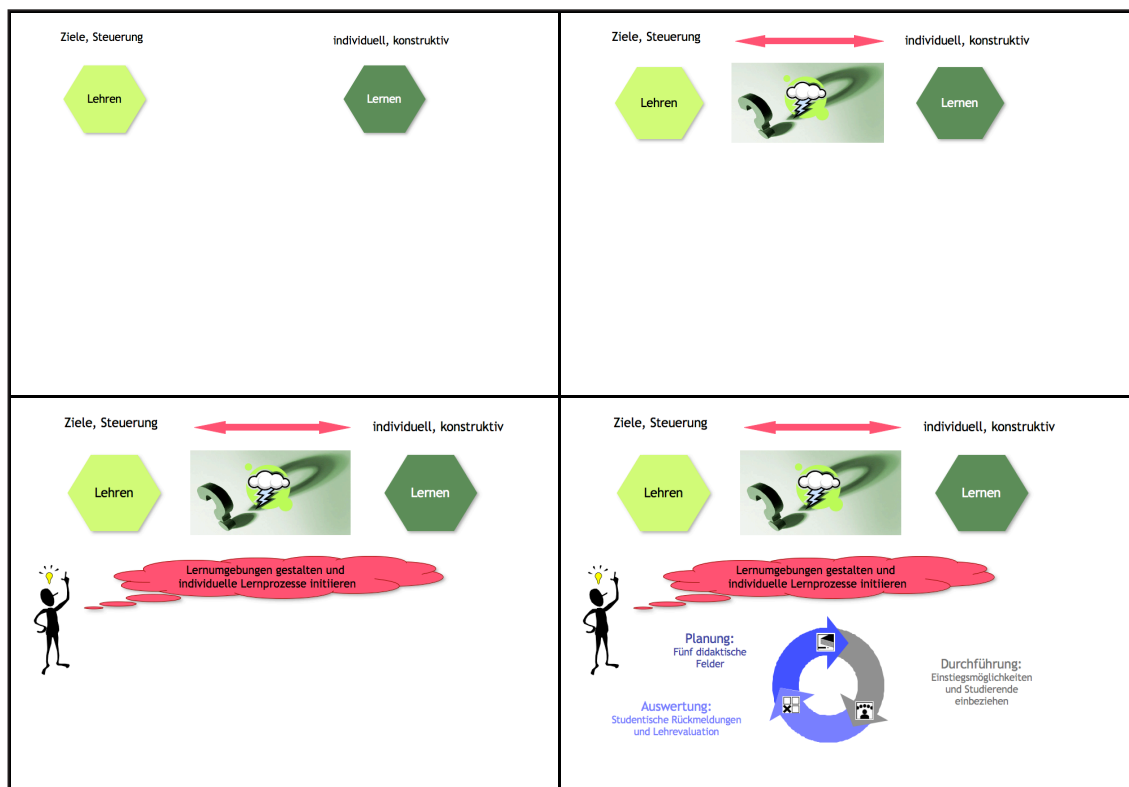 Ziele, Steuerung
individuell, konstruktiv
Lehren
Lernen
Ziele, Steuerung
individuell, konstruktiv
Lehren
Lernen
Ziele, Steuerung
individuell, konstruktiv
Lehren
Lernen
Lernumgebungen gestalten und
individuelle Lernprozesse initiieren
Ziele, Steuerung
individuell, konstruktiv
Lehren
Lernen
Lernumgebungen gestalten und
individuelle Lernprozesse initiieren
Planung:
Fünf didaktische
Felder
Durchführung:
Einstiegsmöglichkeiten
und Studierende
einbeziehen
Auswertung:
Studentische Rückmeldungen
und Lehrevaluation